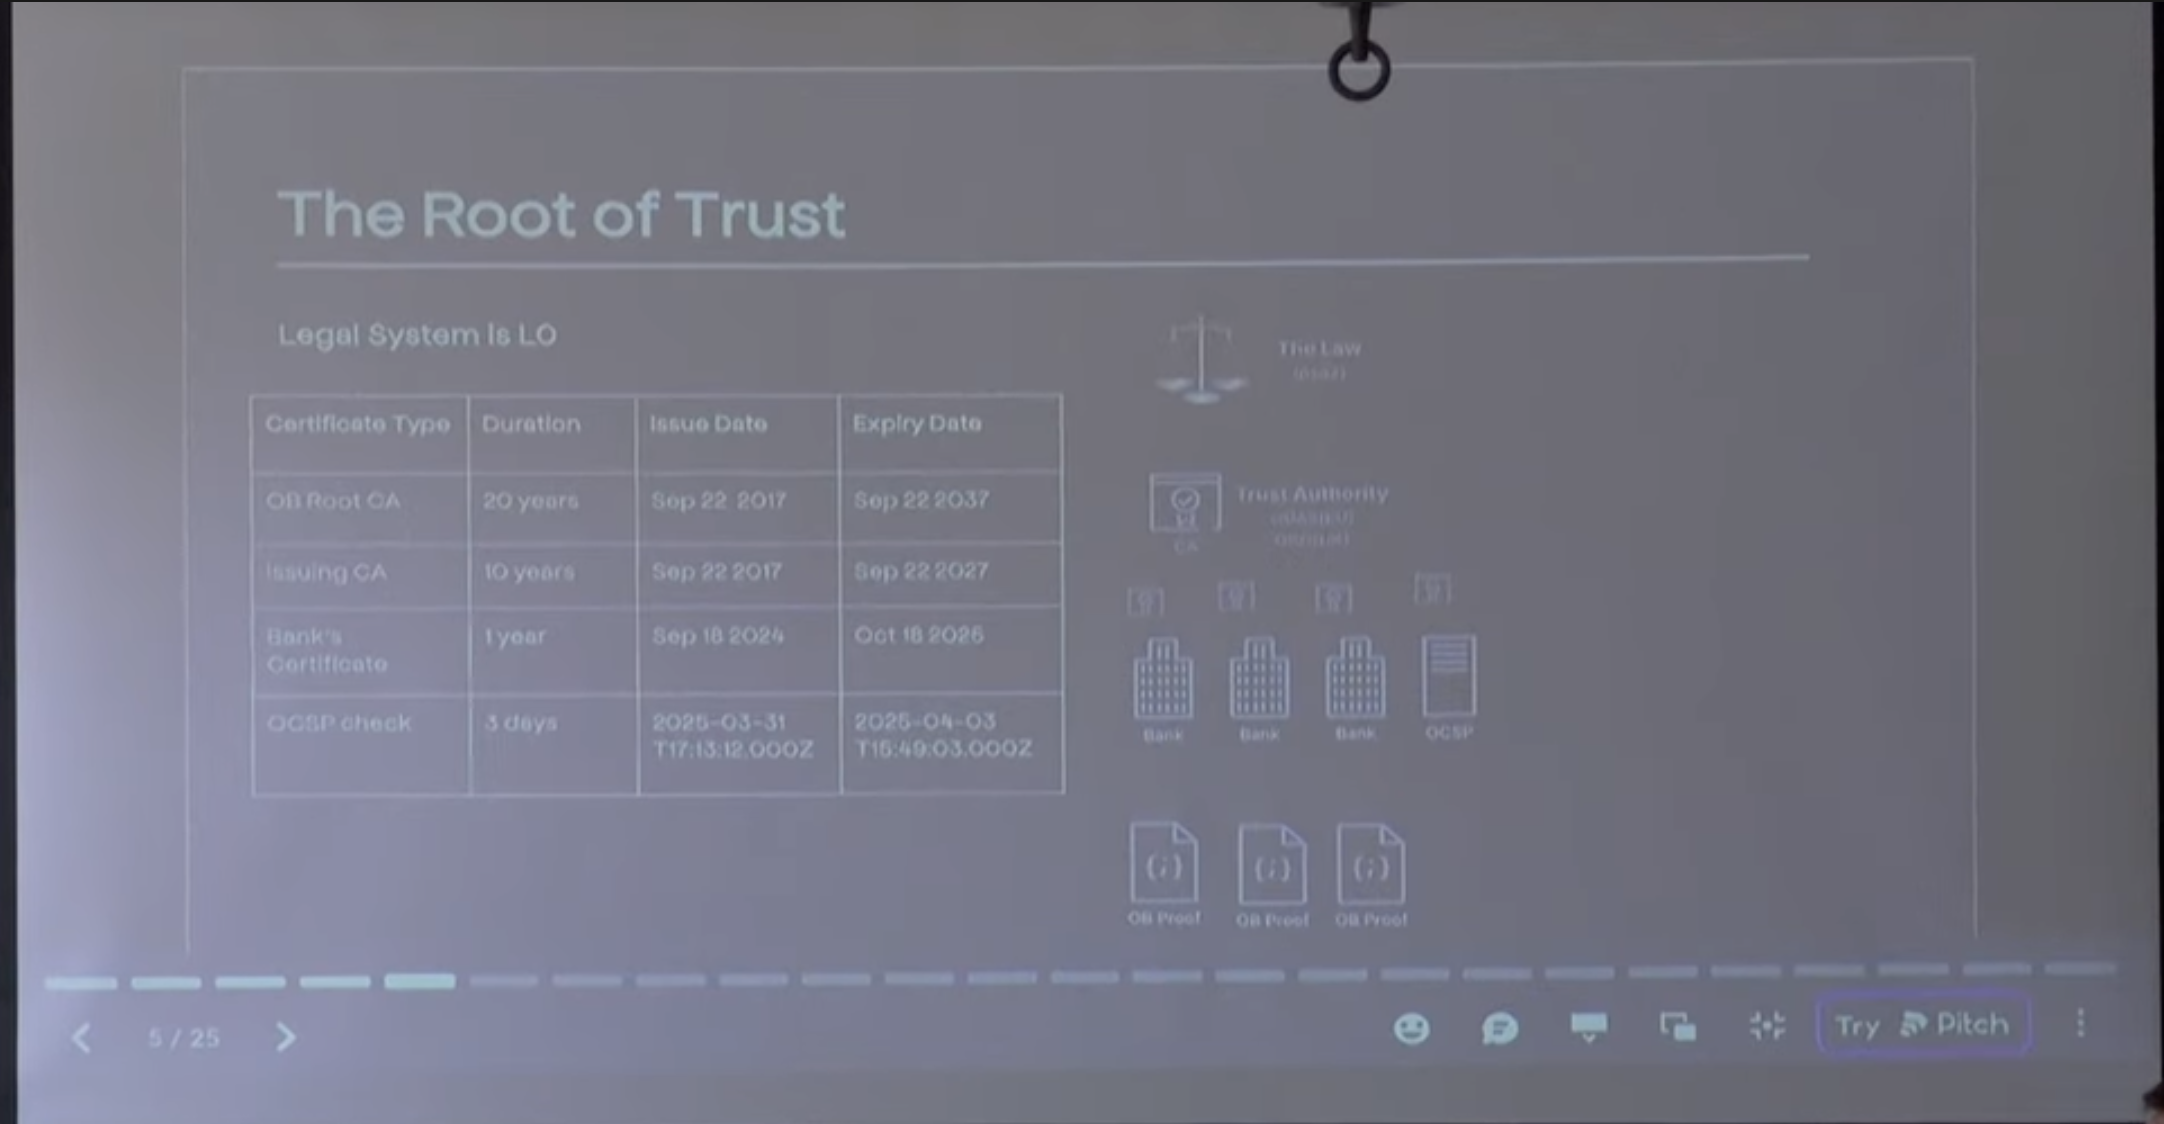 The Root of Trust
Legal System is L0
Certificate Type Duration Issue Date Expiry Date
OB Root CA 20 years Sep 22 2017 Sep 22 2037
Issuing CA 10 years Sep 22 2017 Sep 22 2027
Bank's 1 year Sep 18 2024 Oct 18 2025
Certificate
OCSP check 3 days 2025-03-31 2025-04-03
T17:13:12.000Z T15:49:03.000Z
The Law
(PSD2)
Trust Authority
CA
Bank Bank Bank OCSP
{;} {;} {;}
OB Proof OB Proof OB Proof
5 / 25
Try Pitch